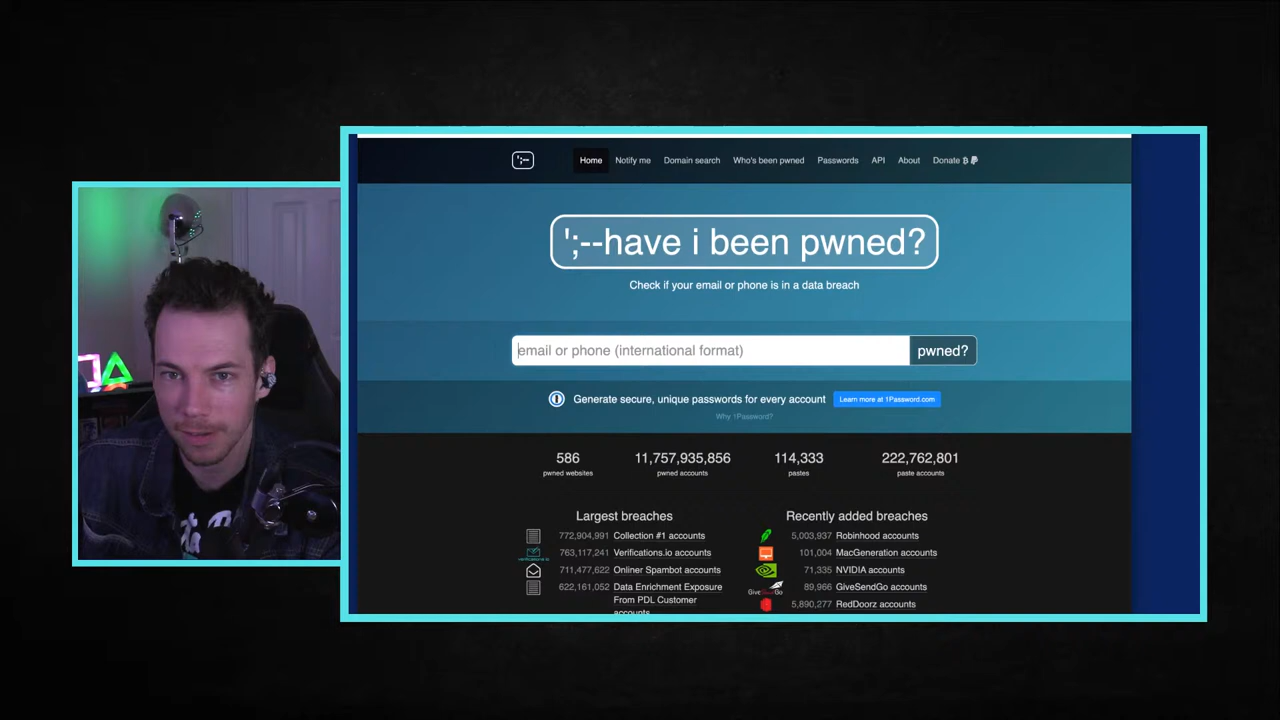 ';--
Home
Notify me
Domain search
Who's been pwned
Passwords
API
About
Donate
';--have i been pwned?
Check if your email or phone is in a data breach
email or phone (international format)
pwned?
Generate secure, unique passwords for every account
Learn more at 1Password.com
Why 1Password?
586
pwned websites
11,757,935,856
pwned accounts
114,333
pastes
222,762,801
paste accounts
Largest breaches
772,904,991 Collection #1 accounts
763,117,241 Verifications.io accounts
711,477,622 Onliner Spambot accounts
622,161,052 Data Enrichment Exposure
From PDL Customer
accounts
Recently added breaches
5,003,937 Robinhood accounts
101,004 MacGeneration accounts
71,335 NVIDIA accounts
89,966 GiveSendGo accounts
5,890,277 RedDoorz accounts